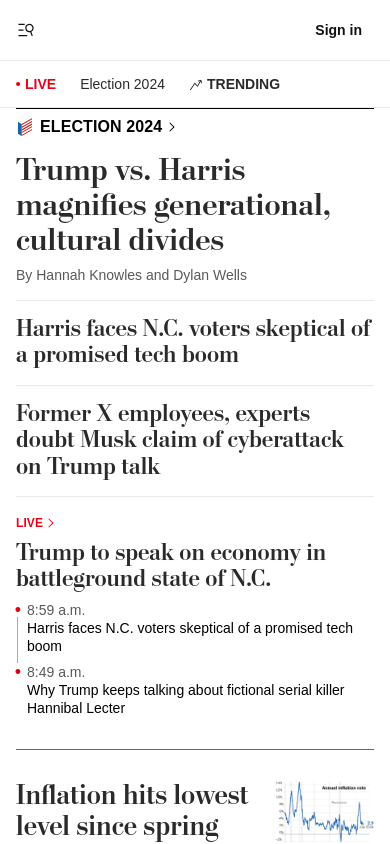 Sign in
LIVE
Election 2024
TRENDING
ELECTION 2024
Trump vs. Harris
magnifies generational,
cultural divides
By Hannah Knowles and Dylan Wells
Harris faces N.C. voters skeptical of
a promised tech boom
Former X employees, experts
doubt Musk claim of cyberattack
on Trump talk
LIVE
Trump to speak on economy in
battleground state of N.C.
8:59 a.m.
Harris faces N.C. voters skeptical of a promised tech
boom
8:49 a.m.
Why Trump keeps talking about fictional serial killer
Hannibal Lecter
Inflation hits lowest
level since spring
Annual inflation rate